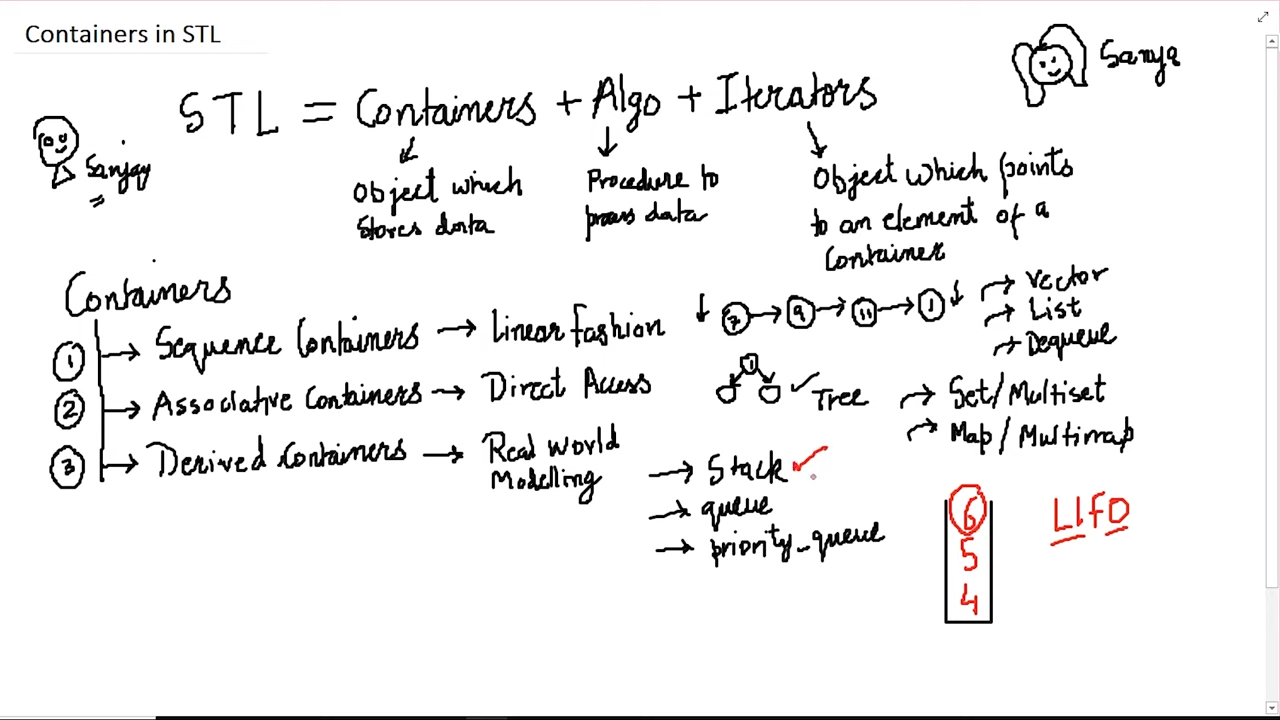 Containers in STL
Sanjay
Sanya
STL = Containers + Algo + Iterators
Object which
stores data
Procedure to
process data
Object which points
to an element of a
Container
Containers
1 Sequence Containers → Linear Fashion
7 → 9 → 11 → 1
Vector
List
Dequeue
2 Associative Containers → Direct Access
1
Tree
Set/Multiset
Map/Multimap
3 Derived Containers → Real World
Modelling
→ Stack
→ queue
→ priority_queue
6
5
4
LIFO